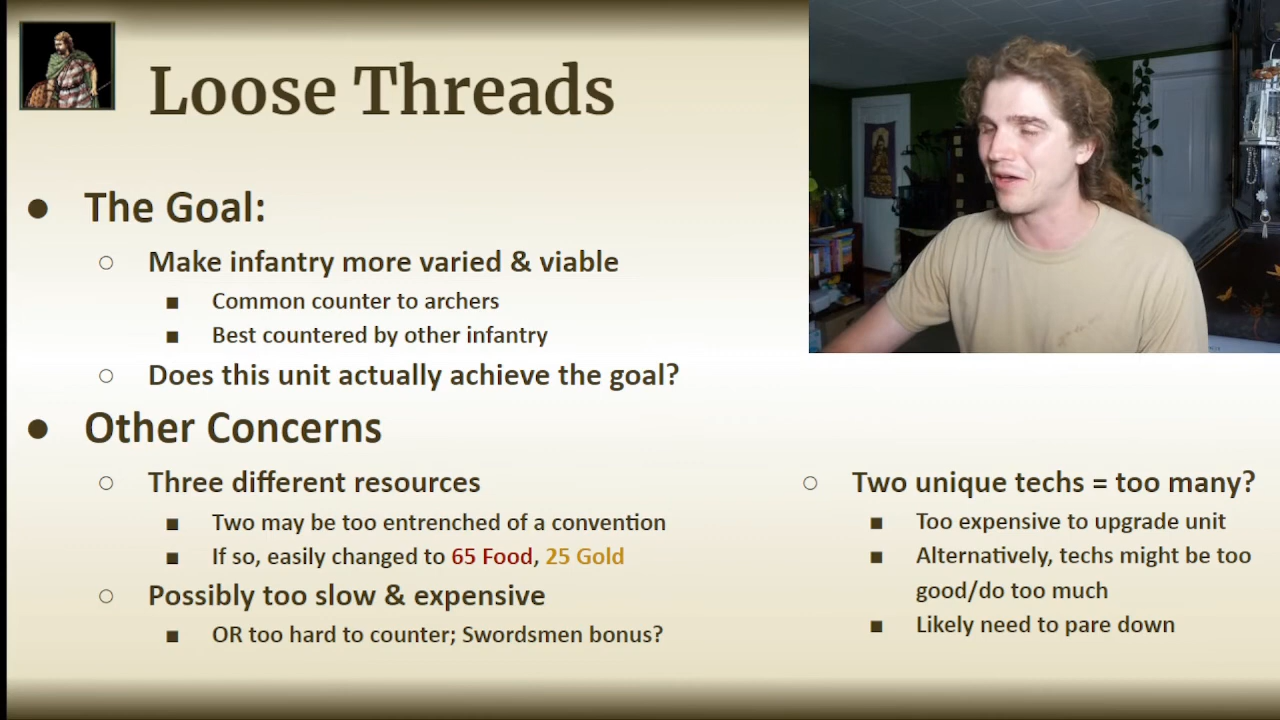 Loose Threads
● The Goal:
○ Make infantry more varied & viable
■ Common counter to archers
■ Best countered by other infantry
○ Does this unit actually achieve the goal?
● Other Concerns
○ Three different resources
■ Two may be too entrenched of a convention
■ If so, easily changed to 65 Food, 25 Gold
○ Possibly too slow & expensive
■ OR too hard to counter; Swordsmen bonus?
○ Two unique techs = too many?
■ Too expensive to upgrade unit
■ Alternatively, techs might be too
good/do too much
■ Likely need to pare down